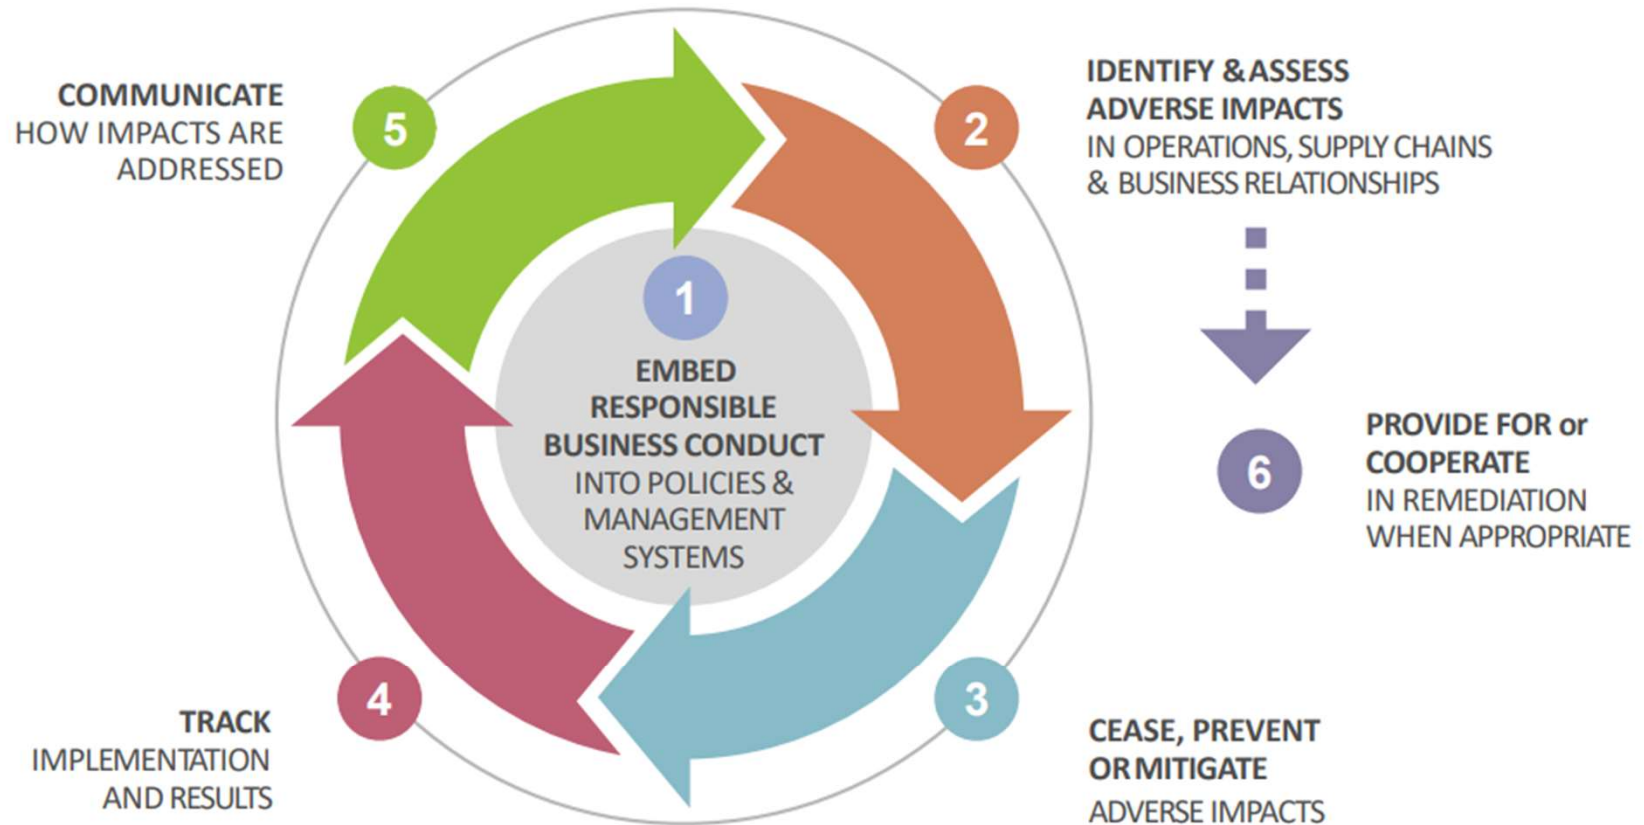 1
EMBED
RESPONSIBLE
BUSINESS CONDUCT
INTO POLICIES &
MANAGEMENT
SYSTEMS
2
IDENTIFY & ASSESS
ADVERSE IMPACTS
IN OPERATIONS, SUPPLY CHAINS
& BUSINESS RELATIONSHIPS
3
CEASE, PREVENT
OR MITIGATE
ADVERSE IMPACTS
4
TRACK
IMPLEMENTATION
AND RESULTS
5
COMMUNICATE
HOW IMPACTS ARE
ADDRESSED
6
PROVIDE FOR or
COOPERATE
IN REMEDIATION
WHEN APPROPRIATE